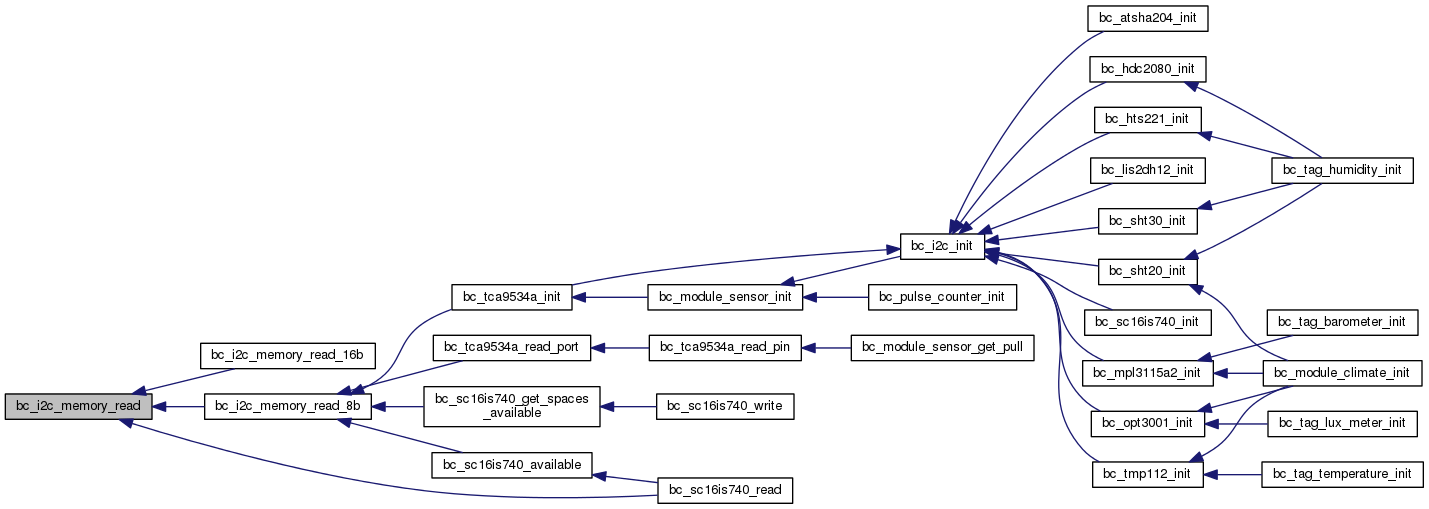 bc_atsha204_init
bc_hdc2080_init
bc_hts221_init
bc_lis2dh12_init
bc_tag_humidity_init
bc_sht30_init
bc_i2c_init
bc_sht20_init
bc_tca9534a_init
bc_module_sensor_init
bc_pulse_counter_init
bc_sc16is740_init
bc_tag_barometer_init
bc_i2c_memory_read_16b
bc_tca9534a_read_port
bc_tca9534a_read_pin
bc_module_sensor_get_pull
bc_mpl3115a2_init
bc_module_climate_init
bc_i2c_memory_read
bc_i2c_memory_read_8b
bc_sc16is740_get_spaces
_available
bc_sc16is740_write
bc_opt3001_init
bc_tag_lux_meter_init
bc_sc16is740_available
bc_sc16is740_read
bc_tmp112_init
bc_tag_temperature_init